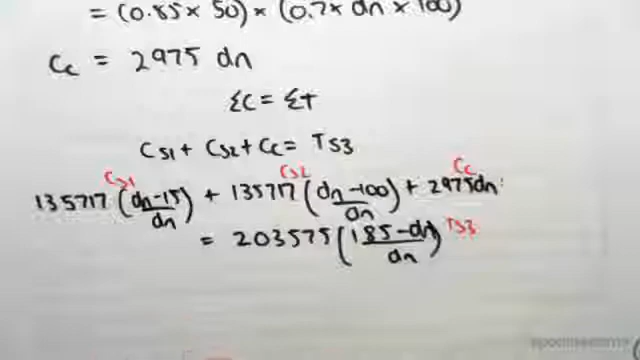 = (0.85 x 50) x (0.7 x dn x 100)
Cc = 2975 dn
ΣC = ΣT
Cs1 + Cs2 + Cc = Ts3
Cs1 Cs2 Cc
135717 (dn-15/dn) + 135717 (dn-100/dn) + 2975dn
= 203575 (185-dn/dn) Ts3